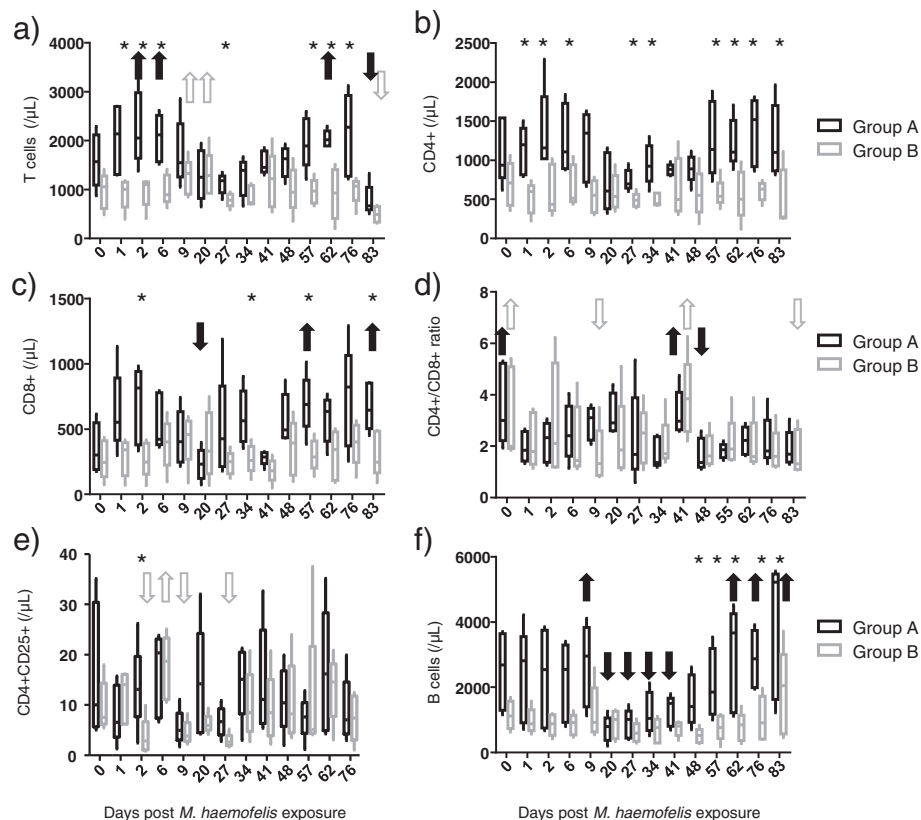 a)
T cells (/µL)
4000
3000
2000
1000
0
* * * * * *
0 1 2 6 9 20 27 34 41 48 57 62 76 83
b)
CD4+ (/µL)
2500
2000
1500
1000
500
0
* * * * * * * * *
0 1 2 6 9 20 27 34 41 48 57 62 76 83
Group A
Group B
c)
CD8+ (/µL)
1500
1000
500
0
* * * *
0 1 2 6 9 20 27 34 41 48 57 62 76 83
d)
CD4+/CD8+ ratio
8
6
4
2
0
0 1 2 6 9 20 27 34 41 48 55 62 76 83
Group A
Group B
e)
CD4+CD25+ (/µL)
40
30
20
10
0
*
0 1 2 6 9 20 27 34 41 48 57 62 76
Days post M. haemofelis exposure
f)
B cells (/µL)
6000
4000
2000
0
* * * * *
0 1 2 6 9 20 27 34 41 48 57 62 76 83
Group A
Group B
Days post M. haemofelis exposure